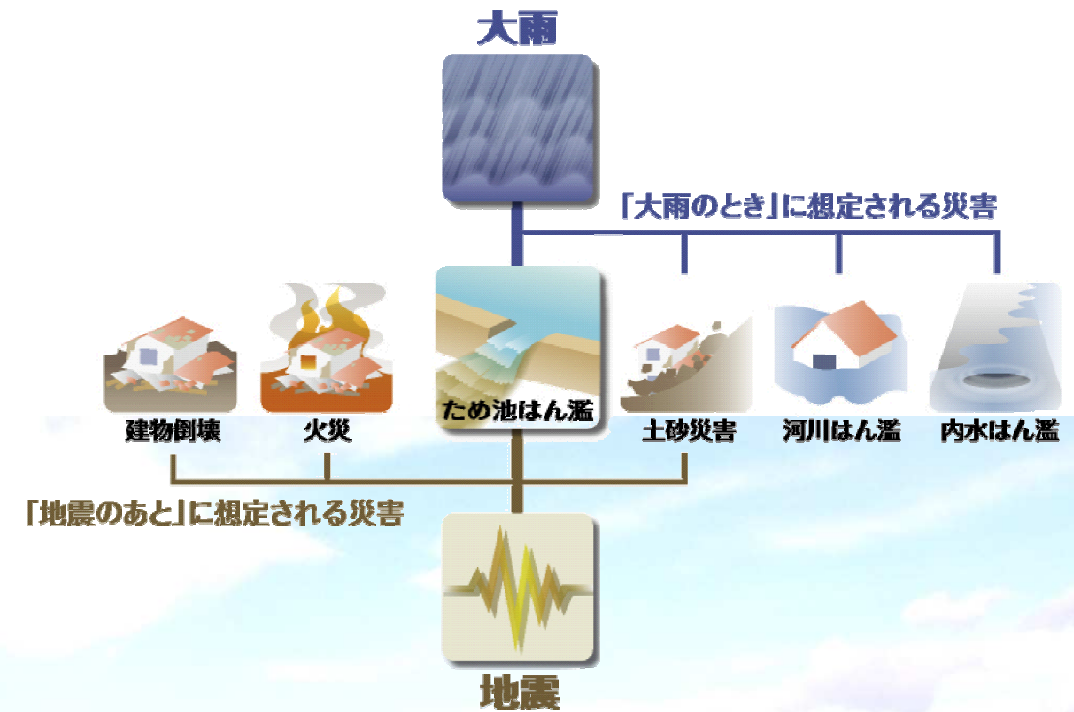 大雨
「大雨のとき」に想定される災害
建物倒壊
火災
ため池はん濫
土砂災害
河川はん濫
内水はん濫
「地震のあと」に想定される災害
地震